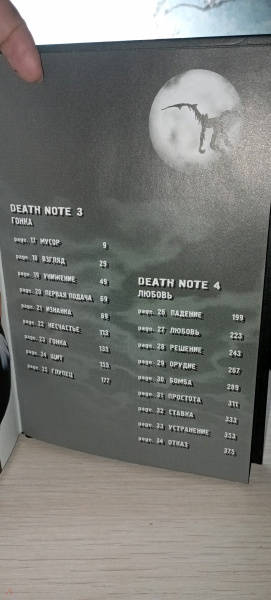 DEATH NOTE 3
ГОНКА
page. 17 МУСОР 9
page. 18 ВЗГЛЯД 29
page. 19 УНИЖЕНИЕ 49
page. 20 ПЕРВАЯ ПОДАЧА 69
page. 21 ИЗНАНКА 89
page. 22 НЕСЧАСТЬЕ 113
page. 23 ГОНКА 133
page. 24 ЩИТ 153
page. 25 ГЛУПЕЦ 177
DEATH NOTE 4
ЛЮБОВЬ
page. 26 ПАДЕНИЕ 199
page. 27 ЛЮБОВЬ 223
page. 28 РЕШЕНИЕ 243
page. 29 ОРУДИЕ 267
page. 30 БОМБА 289
page. 31 ПРОСТОТА 311
page. 32 СТАВКА 333
page. 33 УСТРАНЕНИЕ 353
page. 34 ОТКАЗ 375